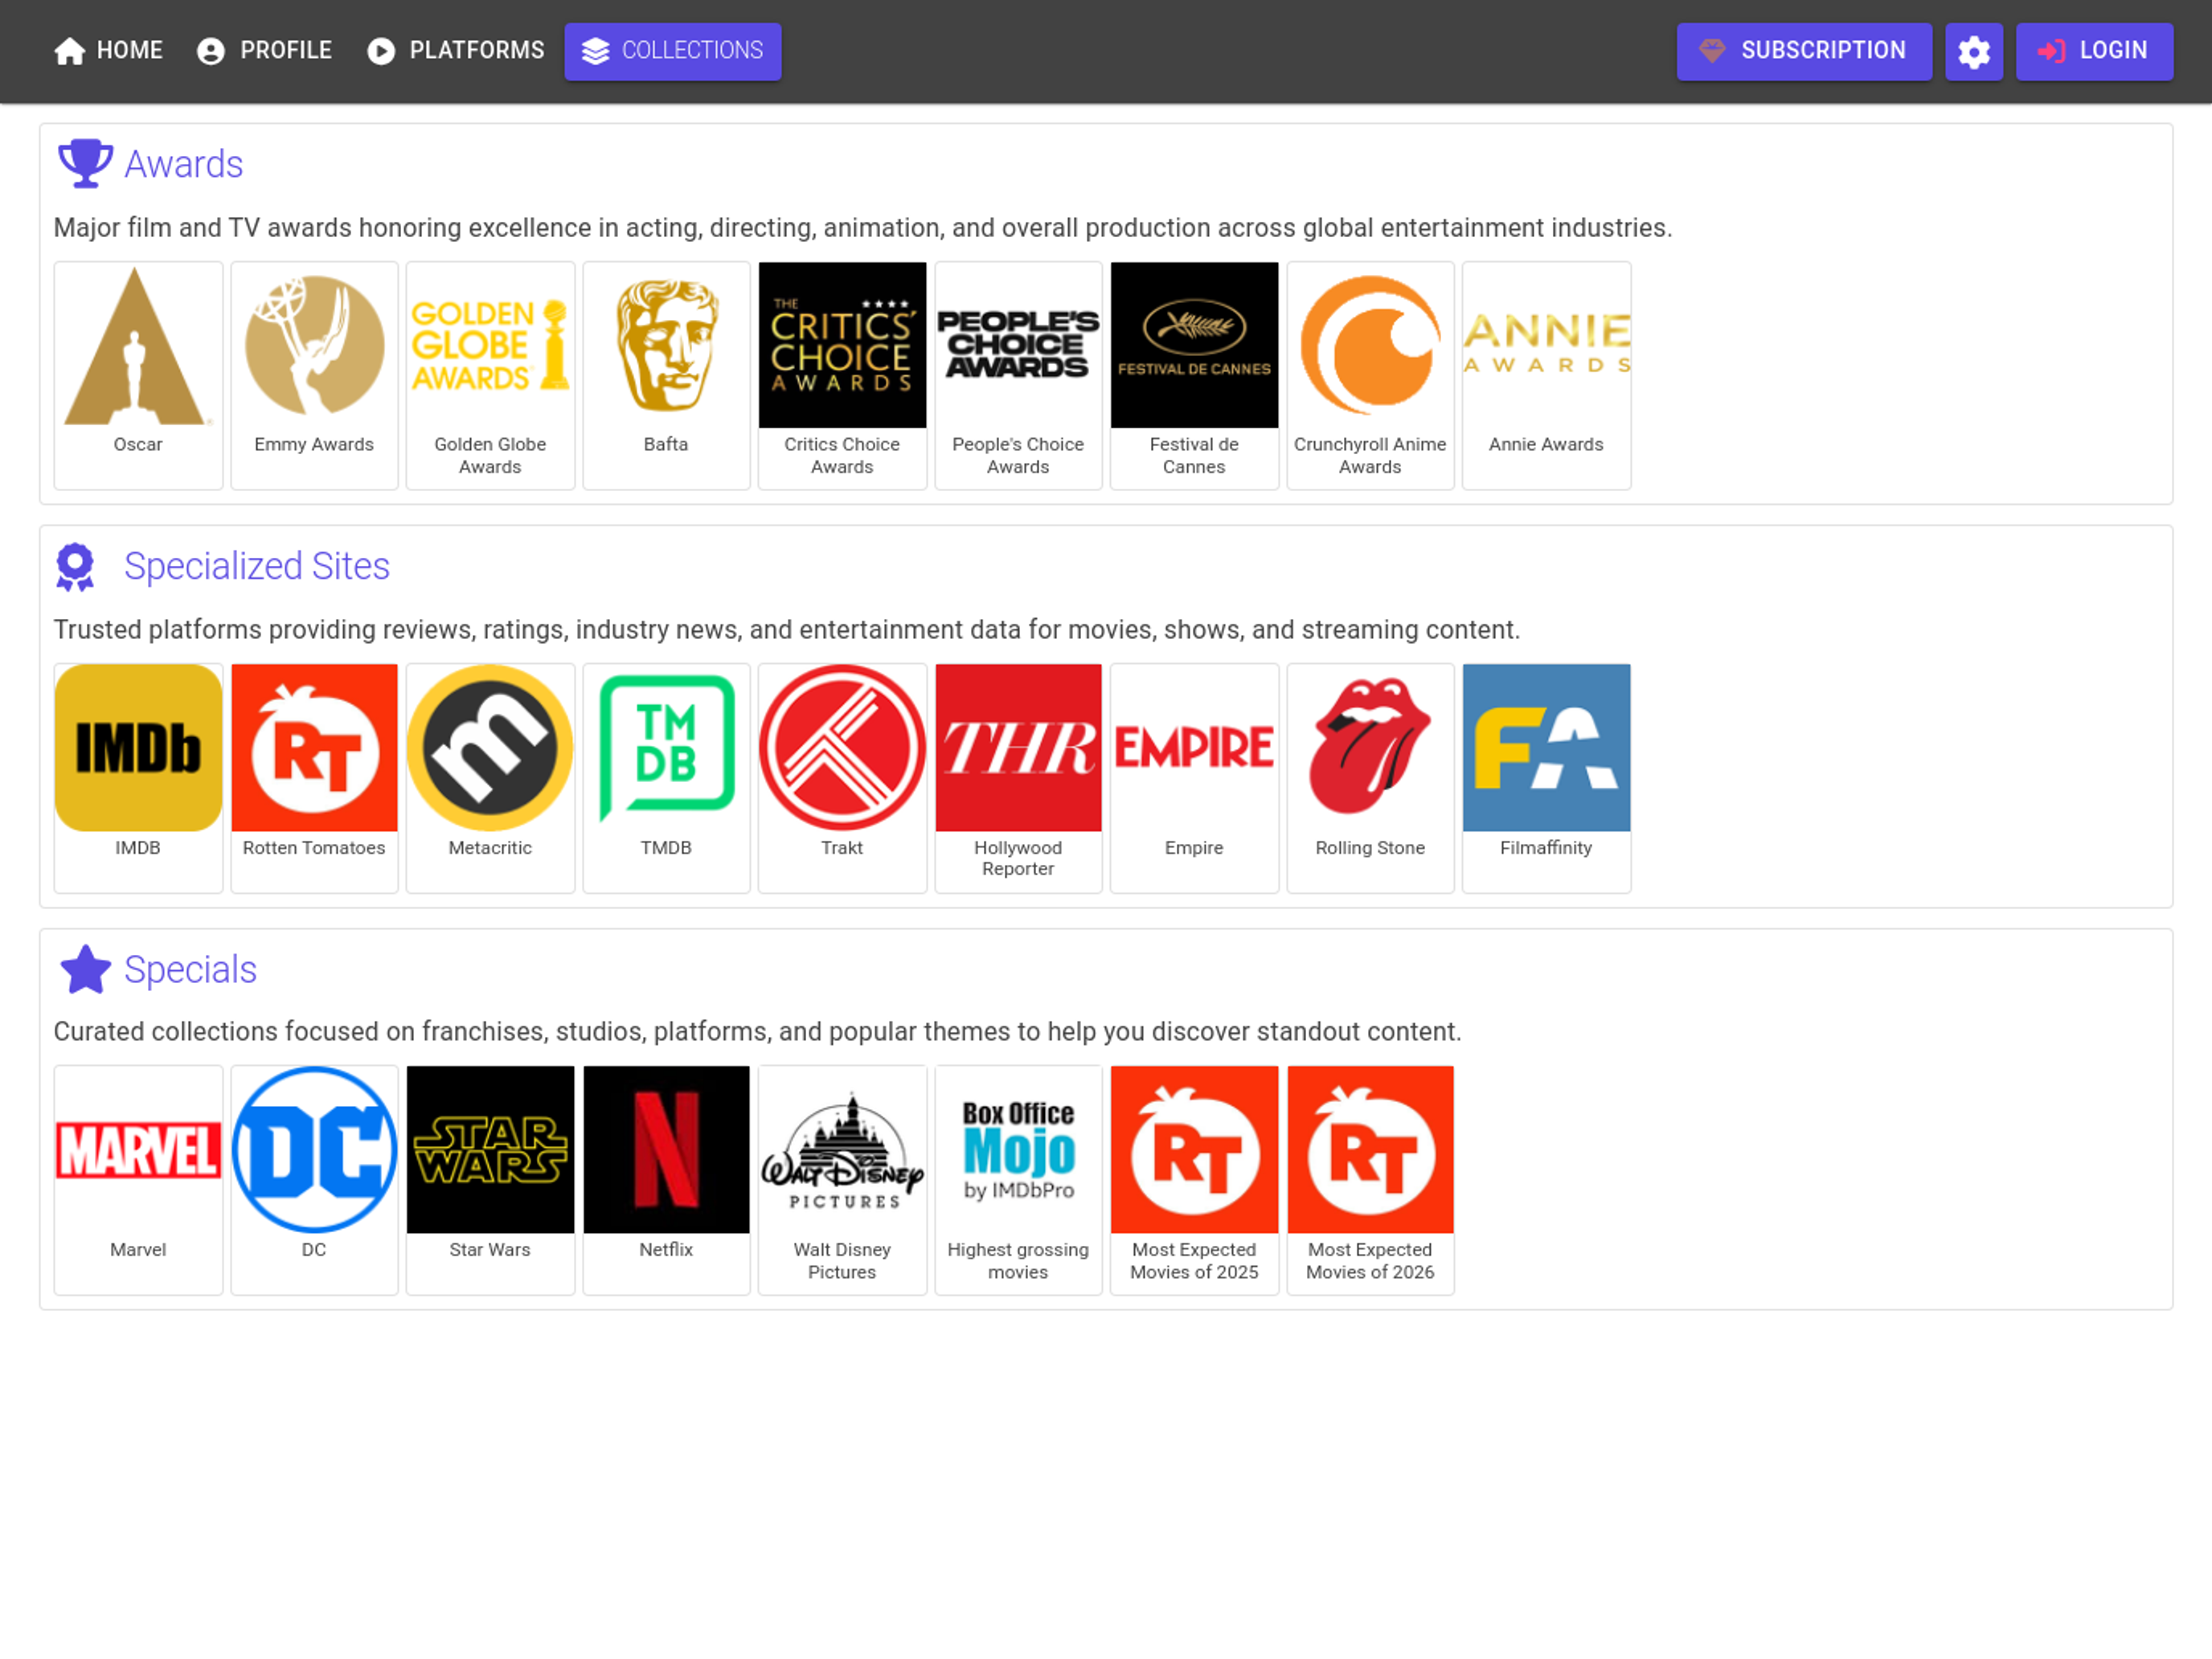 HOME PROFILE PLATFORMS COLLECTIONS SUBSCRIPTION LOGIN
Awards
Major film and TV awards honoring excellence in acting, directing, animation, and overall production across global entertainment industries.
GOLDEN
GLOBE
AWARDS
THE
CRITICS'
CHOICE
AWARDS
PEOPLE'S
CHOICE
AWARDS
FESTIVAL DE CANNES
ANNIE
AWARDS
Oscar
Emmy Awards
Golden Globe
Awards
Bafta
Critics Choice
Awards
People's Choice
Awards
Festival de
Cannes
Crunchyroll Anime
Awards
Annie Awards
Specialized Sites
Trusted platforms providing reviews, ratings, industry news, and entertainment data for movies, shows, and streaming content.
IMDb
RT
m
TM
DB
THR
EMPIRE
FA
IMDB
Rotten Tomatoes
Metacritic
TMDB
Trakt
Hollywood
Reporter
Empire
Rolling Stone
Filmaffinity
Specials
Curated collections focused on franchises, studios, platforms, and popular themes to help you discover standout content.
MARVEL
DC
STAR
WARS
N
WALT DISNEY
PICTURES
Box Office
Mojo
by IMDbPro
RT
RT
Marvel
DC
Star Wars
Netflix
Walt Disney
Pictures
Highest grossing
movies
Most Expected
Movies of 2025
Most Expected
Movies of 2026